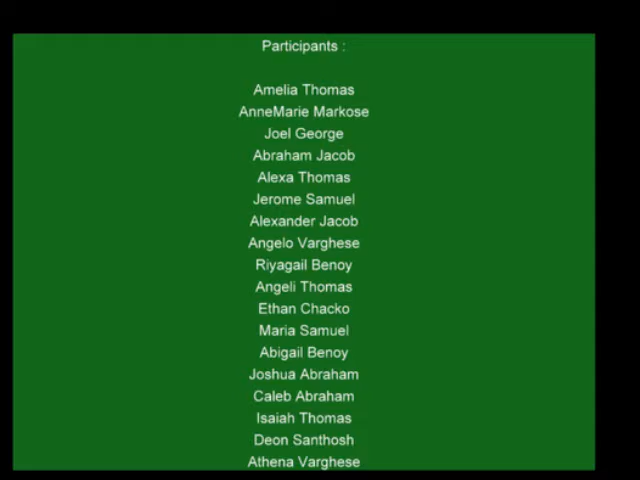 Participants :
Amelia Thomas
AnneMarie Markose
Joel George
Abraham Jacob
Alexa Thomas
Jerome Samuel
Alexander Jacob
Angelo Varghese
Riyagail Benoy
Angeli Thomas
Ethan Chacko
Maria Samuel
Abigail Benoy
Joshua Abraham
Caleb Abraham
Isaiah Thomas
Deon Santhosh
Athena Varghese